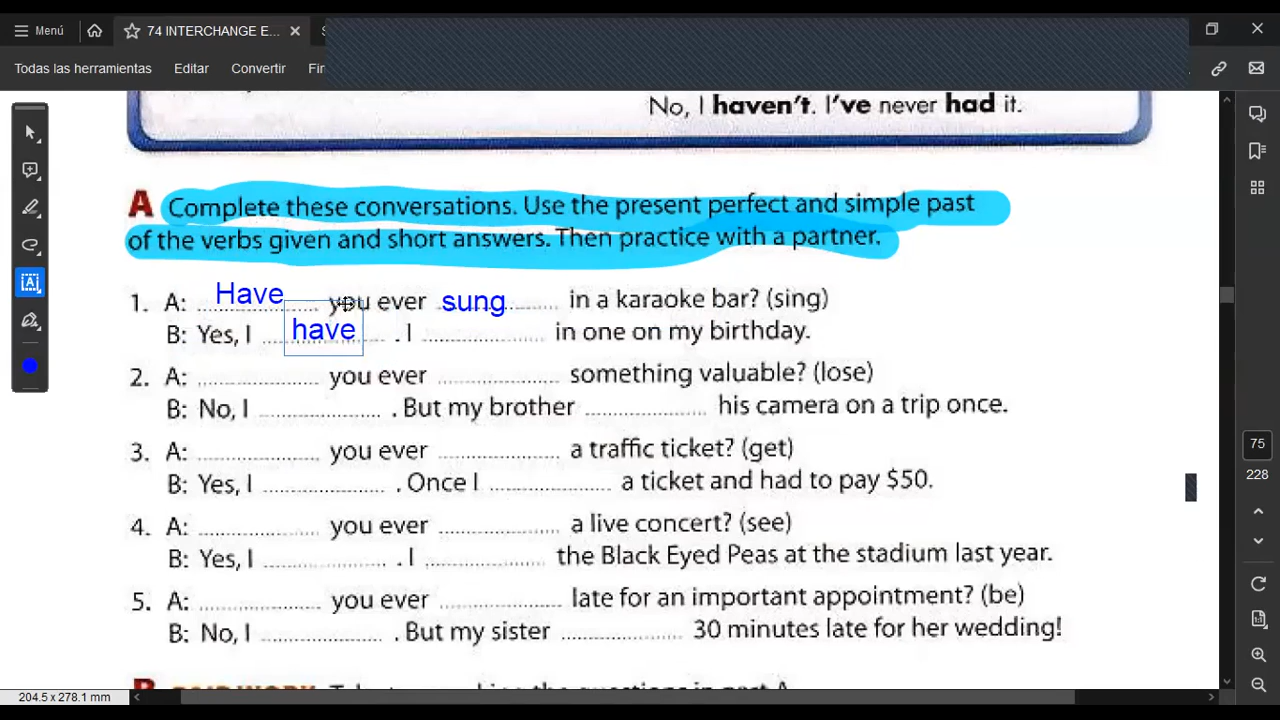 Menú
74 INTERCHANGE E...
Todas las herramientas Editar Convertir
No, I haven't. I've never had it.
A Complete these conversations. Use the present perfect and simple past
of the verbs given and short answers. Then practice with a partner.
1. A: Have you ever sung in a karaoke bar? (sing)
B: Yes, I have . I .............. in one on my birthday.
2. A: .............. you ever .............. something valuable? (lose)
B: No, I .............. . But my brother .............. his camera on a trip once.
3. A: .............. you ever .............. a traffic ticket? (get)
B: Yes, I .............. . Once I .............. a ticket and had to pay $50.
4. A: .............. you ever .............. a live concert? (see)
B: Yes, I .............. . I .............. the Black Eyed Peas at the stadium last year.
5. A: .............. you ever .............. late for an important appointment? (be)
B: No, I .............. . But my sister .............. 30 minutes late for her wedding!
75
228
204.5 x 278.1 mm